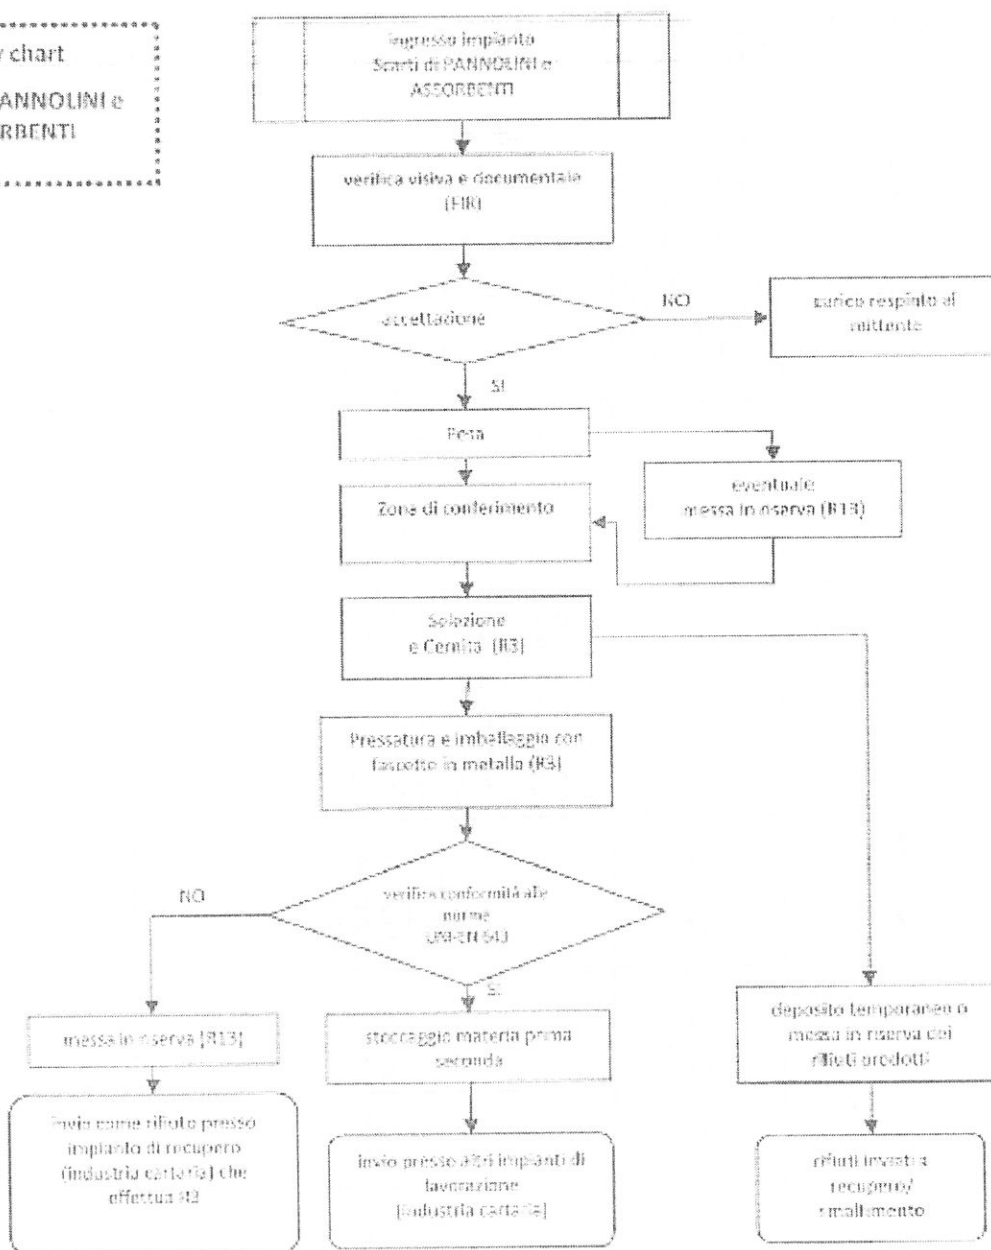 chart
PANNOLINI e
ingresso impianto
Scarti di PANNOLINI e
ASSORBENTI
verifica visiva e documentale
(FIR)
accettazione
NO
carico respinto al
mittente
SI
Pesa
eventuale
messa in riserva (R13)
Zona di conferimento
Selezione
e Cernita (R3)
Pressatura e imballaggio con
fascette in metallo (R3)
verifica conformità alle
norme
UNI-EN 643
NO
SI
messa in riserva (R13)
stoccaggio materia prima
seconda
deposito temporaneo o
messa in riserva dei
rifiuti prodotti
invio come rifiuto presso
impianto di recupero
(industria cartaria) che
effettua R3
invio presso altri impianti di
lavorazione
(industria cartaria)
rifiuti inviati a
recupero/
smaltimento